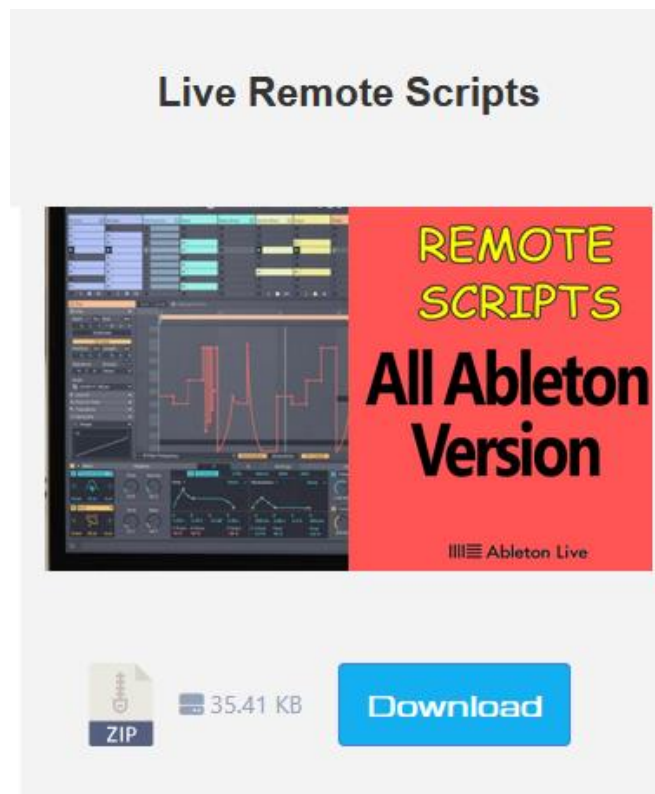 Live Remote Scripts
REMOTE
SCRIPTS
All Ableton
Version
Ableton Live
ZIP
35.41 KB
Download